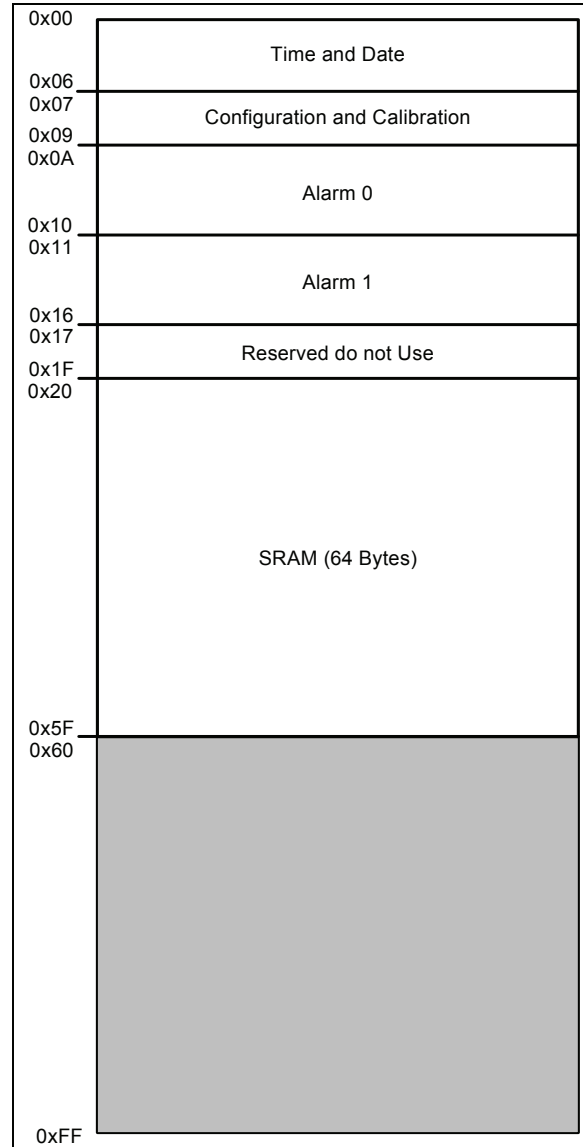 0x00
Time and Date
0x06
0x07
Configuration and Calibration
0x09
0x0A
Alarm 0
0x10
0x11
Alarm 1
0x16
0x17
Reserved do not Use
0x1F
0x20
SRAM (64 Bytes)
0x5F
0x60
0xFF